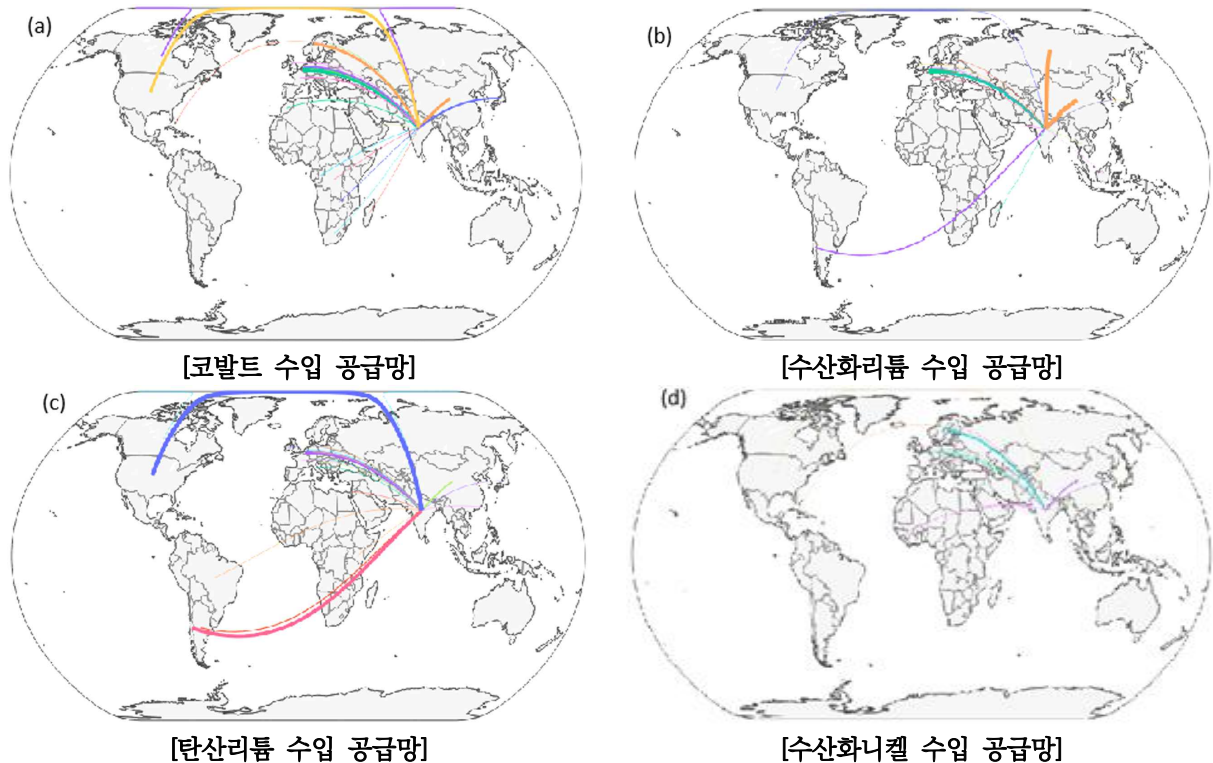 (a)
[코발트 수입 공급망]
(b)
[수산화리튬 수입 공급망]
(c)
[탄산리튬 수입 공급망]
(d)
[수산화니켈 수입 공급망]